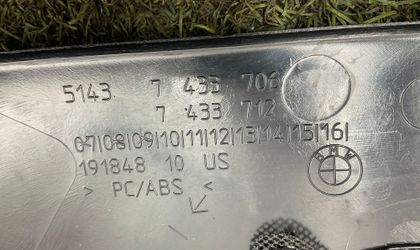 5143 7 433 706
7 433 712
07|08|09|10|11|12|13|14|15|16|
191848 10 US
> PC/ABS <
BMW